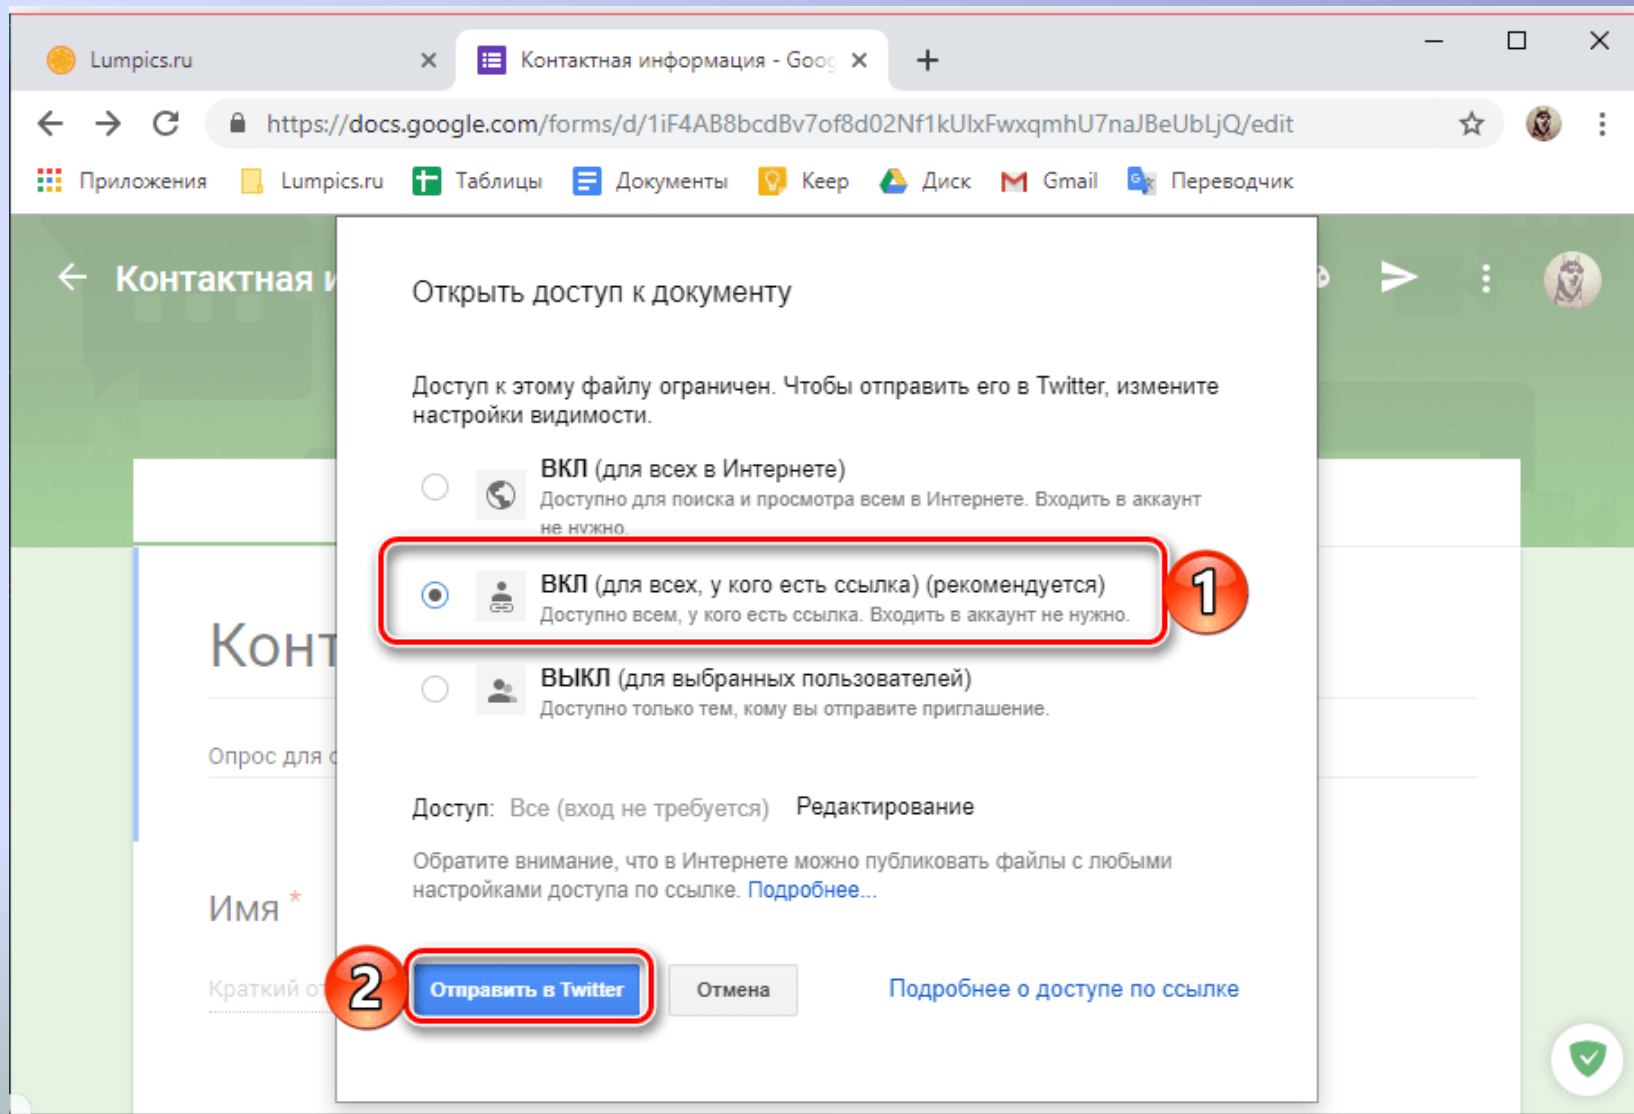 Lumpics.ru
Контактная информация - Goog
https://docs.google.com/forms/d/1iF4AB8bcdBv7of8d02Nf1kUlxFwxqmhU7naJBeUbLjQ/edit
Приложения Lumpics.ru Таблицы Документы Keep Диск Gmail Переводчик
Контактная и
Открыть доступ к документу
Доступ к этому файлу ограничен. Чтобы отправить его в Twitter, измените
настройки видимости.
ВКЛ (для всех в Интернете)
Доступно для поиска и просмотра всем в Интернете. Входить в аккаунт
не нужно.
ВКЛ (для всех, у кого есть ссылка) (рекомендуется)
1
Доступно всем, у кого есть ссылка. Входить в аккаунт не нужно.
Конт
ВЫКЛ (для выбранных пользователей)
Доступно только тем, кому вы отправите приглашение.
Опрос для с
Доступ: Все (вход не требуется) Редактирование
Обратите внимание, что в Интернете можно публиковать файлы с любыми
настройками доступа по ссылке. Подробнее...
Имя *
Краткий от
2
Отправить в Twitter Отмена Подробнее о доступе по ссылке